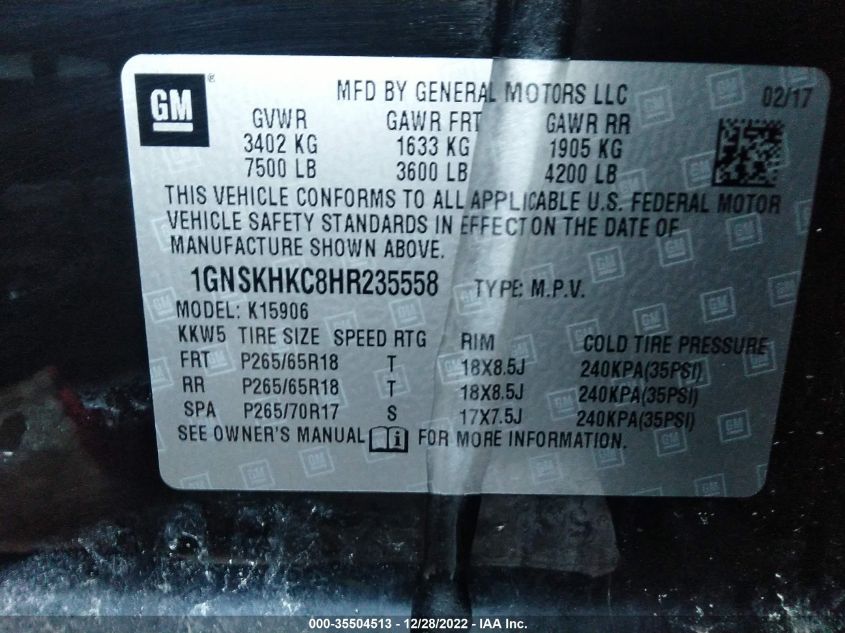 GM ®
MFD BY GENERAL MOTORS LLC 02/17
GVWR GAWR FRT GAWR RR
3402 KG 1633 KG 1905 KG
7500 LB 3600 LB 4200 LB
THIS VEHICLE CONFORMS TO ALL APPLICABLE U.S. FEDERAL MOTOR
VEHICLE SAFETY STANDARDS IN EFFECT ON THE DATE OF
MANUFACTURE SHOWN ABOVE.
1GNSKHKC8HR235558 TYPE: M.P.V.
MODEL: K15906
KKW5 TIRE SIZE SPEED RTG RIM COLD TIRE PRESSURE
FRT P265/65R18 T 18X8.5J 240KPA(35PSI)
RR P265/65R18 T 18X8.5J 240KPA(35PSI)
SPA P265/70R17 S 17X7.5J 240KPA(35PSI)
SEE OWNER'S MANUAL i FOR MORE INFORMATION.
000-35504513 - 12/28/2022 - IAA Inc.